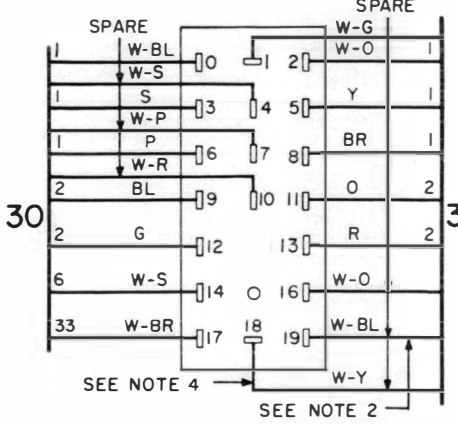 SPARE
SPARE
W-G
1 W-BL 0 1 2 W-O 1
W-S
1 S 3 4 5 Y 1
W-P
1 P 6 7 8 BR 1
W-R
2 BL 9 10 11 O 2
30
3
2 G 12 13 R 2
6 W-S 14 16 W-O
33 W-BR 17 18 19 W-BL
SEE NOTE 4
W-Y
SEE NOTE 2